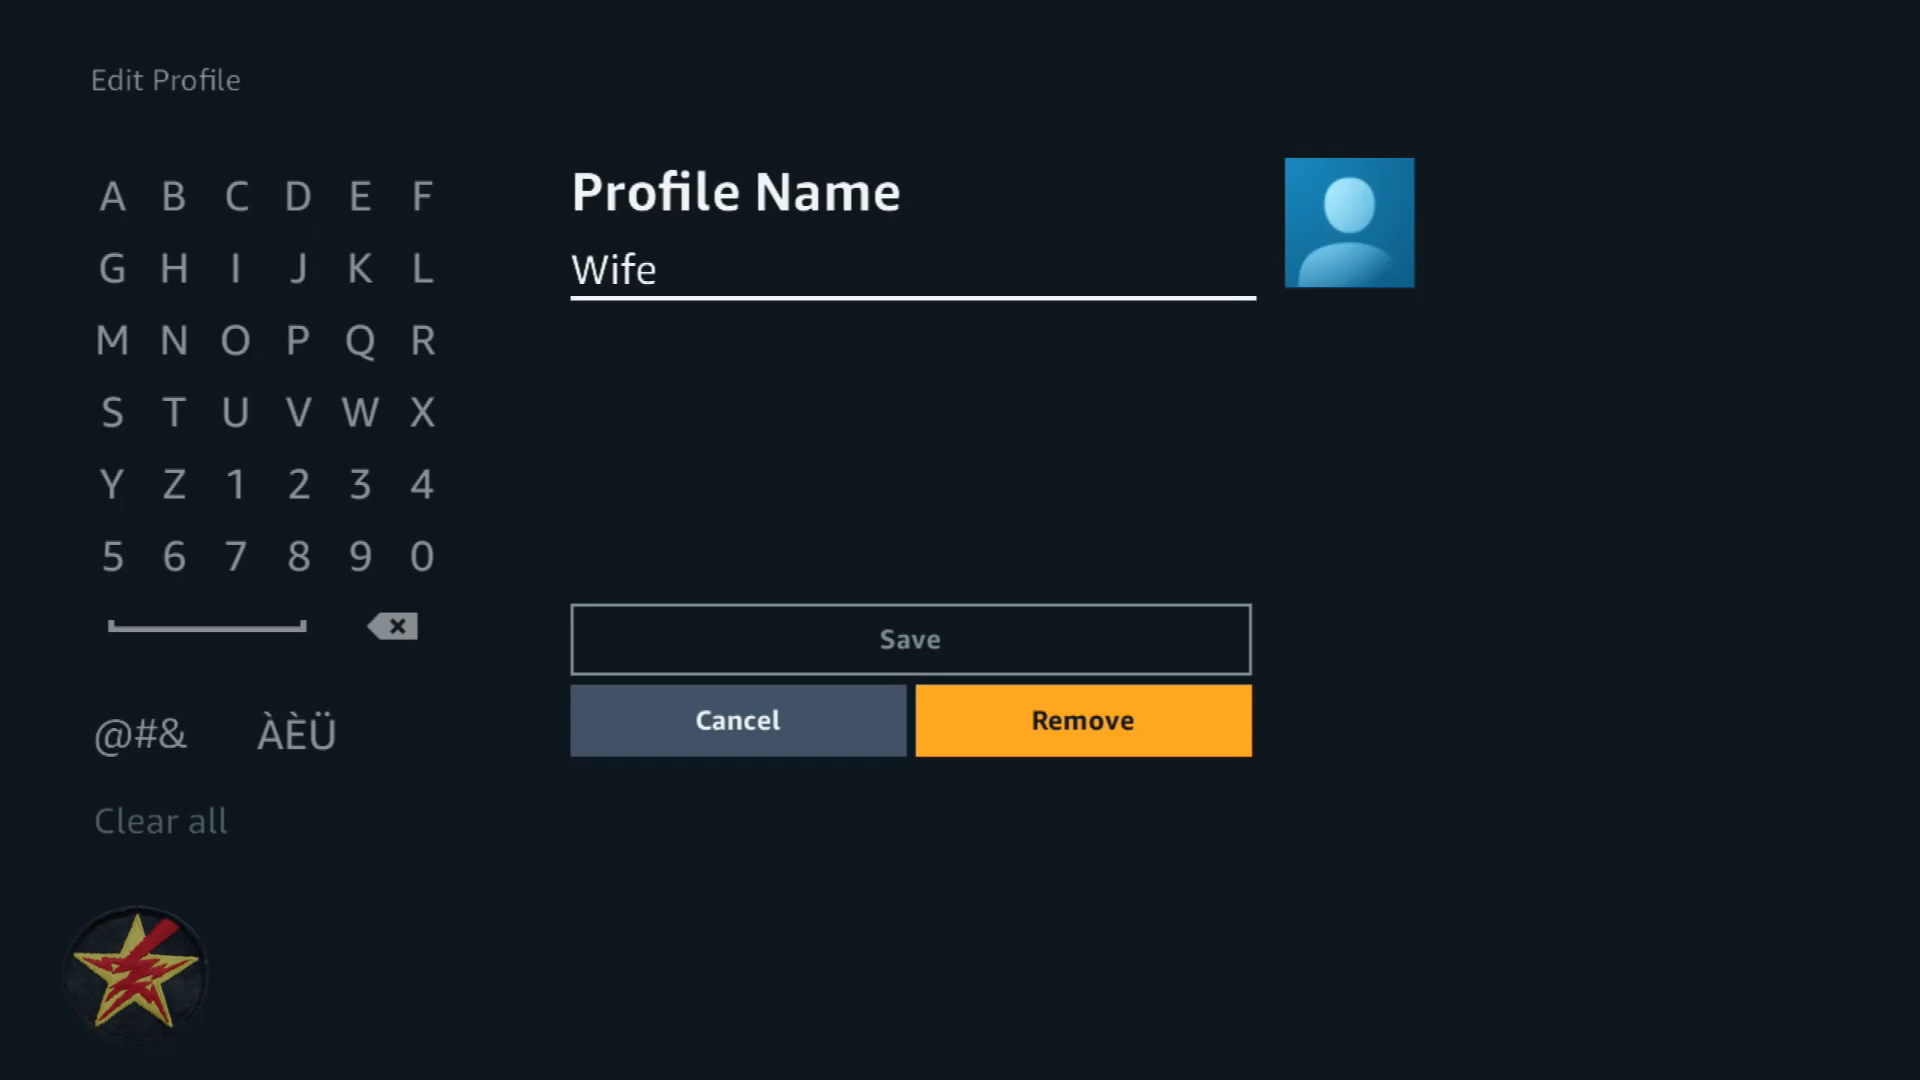 Edit Profile
A B C D E F
G H I J K L
M N O P Q R
S T U V W X
Y Z 1 2 3 4
5 6 7 8 9 0
@#& ÀÈÜ
Clear all
Profile Name
Wife
Save
Cancel Remove